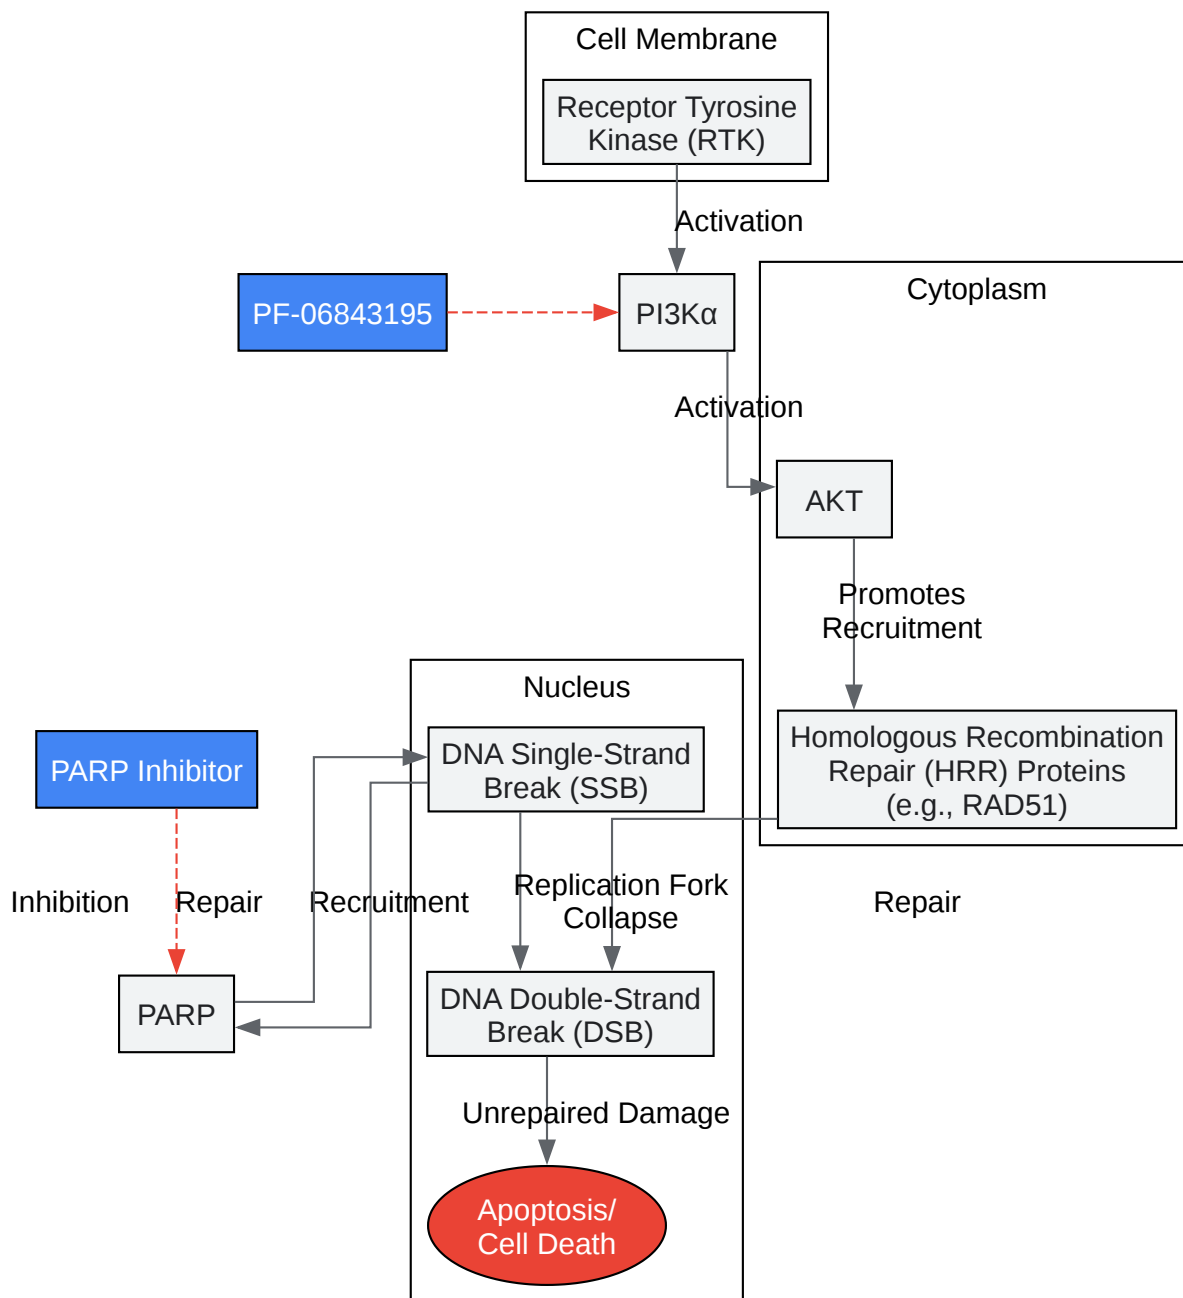 Cell Membrane
Receptor Tyrosine
Kinase (RTK)
Activation
PF-06843195
PI3Kα
Cytoplasm
Activation
AKT
Promotes
Recruitment
Nucleus
PARP Inhibitor
DNA Single-Strand
Break (SSB)
Homologous Recombination
Repair (HRR) Proteins
(e.g., RAD51)
Inhibition
Repair
Recruitment
Replication Fork
Collapse
Repair
PARP
DNA Double-Strand
Break (DSB)
Unrepaired Damage
Apoptosis/
Cell Death